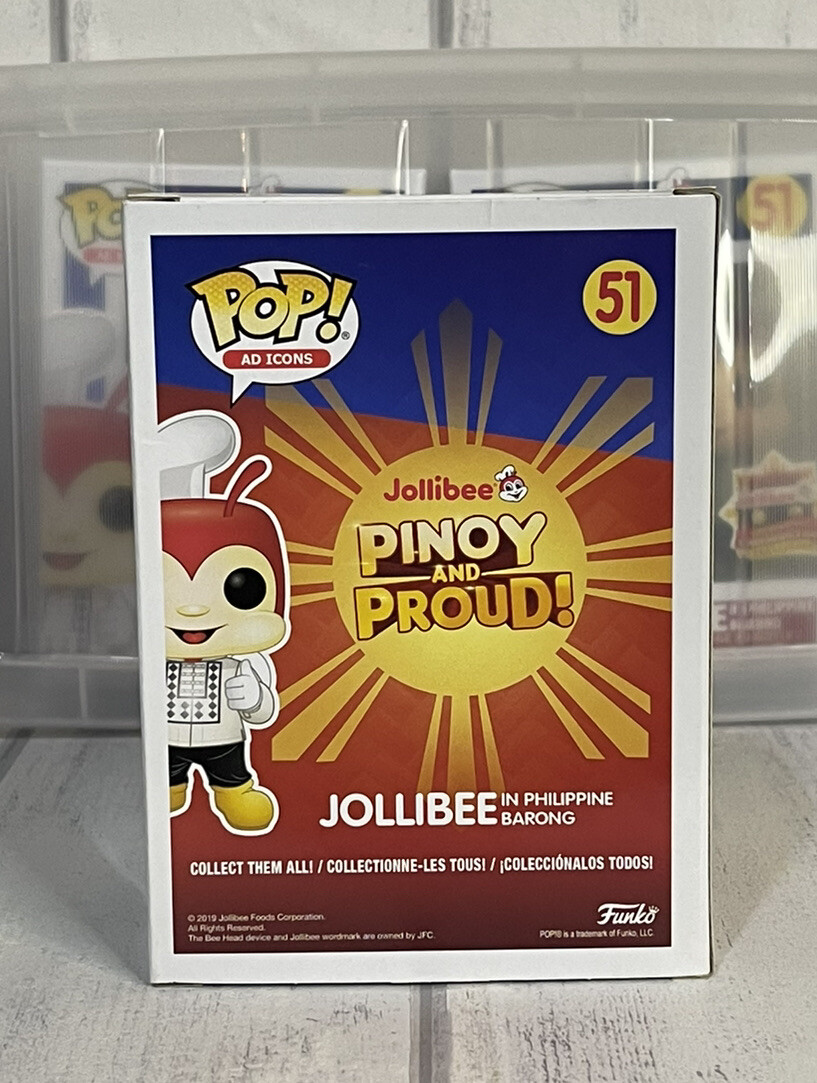 POP!®
AD ICONS
51
Jollibee
PINOY
AND
PROUD!
JOLLIBEE IN PHILIPPINE
BARONG
COLLECT THEM ALL! / COLLECTIONNE-LES TOUS! / ¡COLECCIÓNALOS TODOS!
© 2019 Jollibee Foods Corporation.
All Rights Reserved.
The Bee Head device and Jollibee wordmark are owned by JFC.
Funko
POP!® is a trademark of Funko, LLC
51